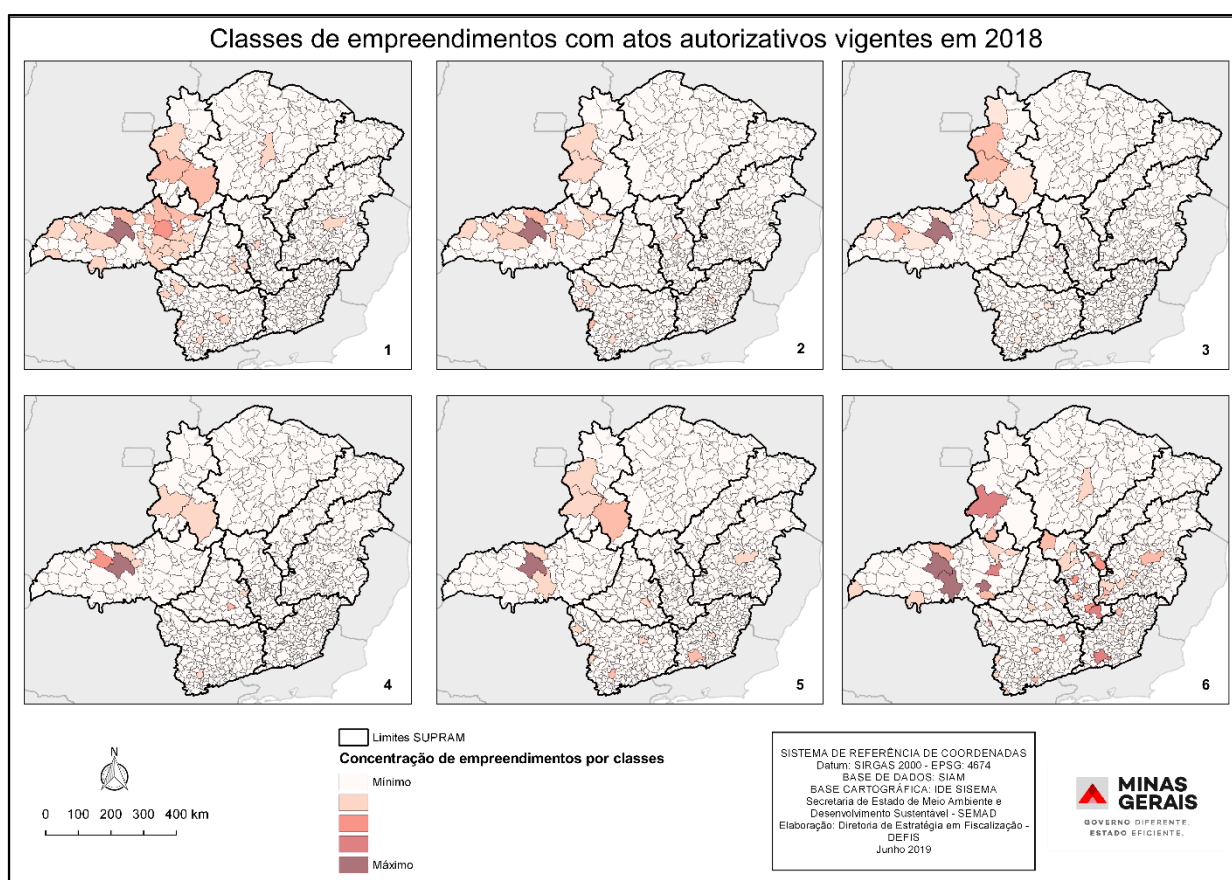 Classes de empreendimentos com atos autorizativos vigentes em 2018
1
2
3
4
5
6
N
0 100 200 300 400 km
Limites SUPRAM
Concentração de empreendimentos por classes
Mínimo
Máximo
SISTEMA DE REFERÊNCIA DE COORDENADAS
Datum: SIRGAS 2000 - EPSG: 4674
BASE DE DADOS: SIAM
BASE CARTOGRÁFICA: IDE SISEMA
Secretaria de Estado de Meio Ambiente e
Desenvolvimento Sustentável - SEMAD
Elaboração: Diretoria de Estratégia em Fiscalização -
DEFIS
Junho 2019
MINAS
GERAIS
GOVERNO DIFERENTE.
ESTADO EFICIENTE.